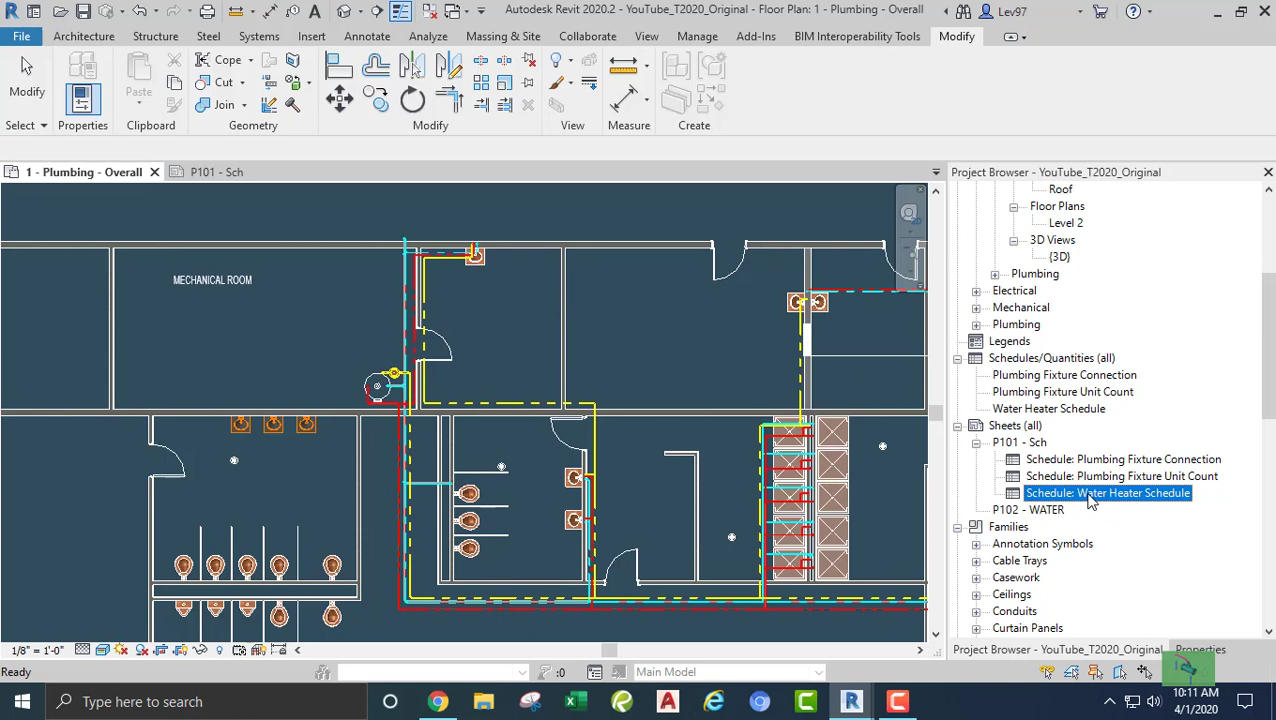 Autodesk Revit 2020.2 - YouTube_T2020_Original - Floor Plan: 1 - Plumbing - Overall
Lev97
File Architecture Structure Steel Systems Insert Annotate Analyze Massing & Site Collaborate View Manage Add-Ins BIM Interoperability Tools Modify
Modify
Paste
Cope
Cut
Join
Select Properties Clipboard Geometry Modify View Measure Create
1 - Plumbing - Overall
P101 - Sch
Project Browser - YouTube_T2020_Original
MECHANICAL ROOM
Roof
Floor Plans
Level 2
3D Views
{3D}
Plumbing
Electrical
Mechanical
Plumbing
Legends
Schedules/Quantities (all)
Plumbing Fixture Connection
Plumbing Fixture Unit Count
Water Heater Schedule
Sheets (all)
P101 - Sch
Schedule: Plumbing Fixture Connection
Schedule: Plumbing Fixture Unit Count
Schedule: Water Heater Schedule
P102 - WATER
Families
Annotation Symbols
Cable Trays
Casework
Ceilings
Conduits
Curtain Panels
1/8" = 1'-0"
Project Browser - YouTube_T2020_Original Properties
Ready
:0
Main Model
Type here to search
10:11 AM
4/1/2020